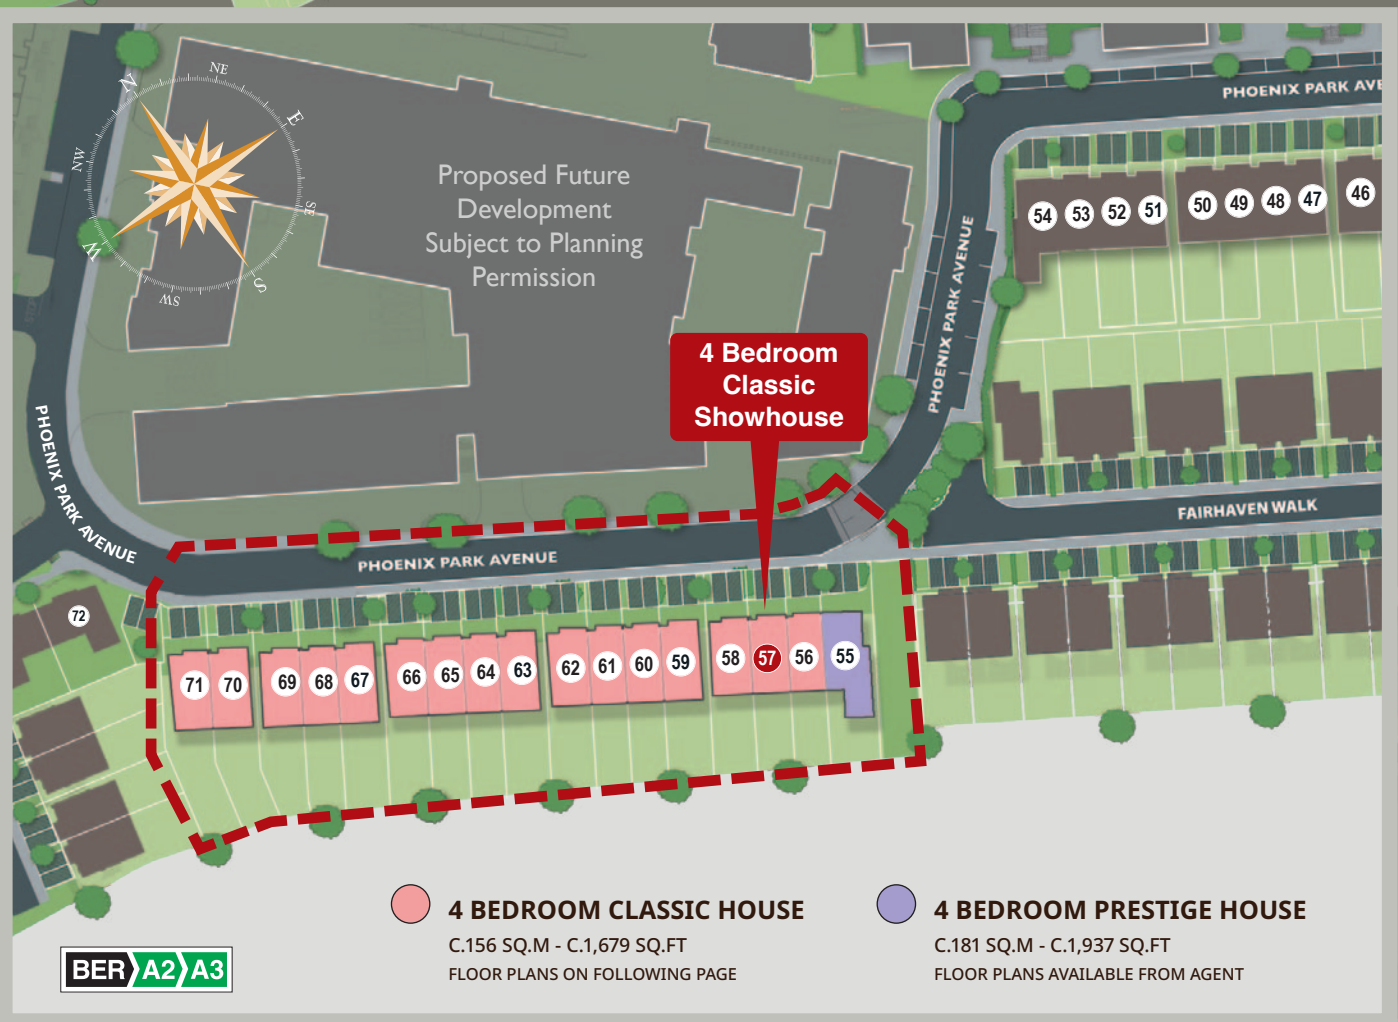 N
NE
E
SE
S
SW
W
NW
Proposed Future
Development
Subject to Planning
Permission
PHOENIX PARK AVE
54 53 52 51 50 49 48 47 46
PHOENIX PARK AVENUE
4 Bedroom
Classic
Showhouse
PHOENIX PARK AVENUE
FAIRHAVEN WALK
PHOENIX PARK AVENUE
72
71 70 69 68 67 66 65 64 63 62 61 60 59 58 57 56 55
4 BEDROOM CLASSIC HOUSE
C.156 SQ.M - C.1,679 SQ.FT
FLOOR PLANS ON FOLLOWING PAGE
4 BEDROOM PRESTIGE HOUSE
C.181 SQ.M - C.1,937 SQ.FT
FLOOR PLANS AVAILABLE FROM AGENT
BER A2 A3